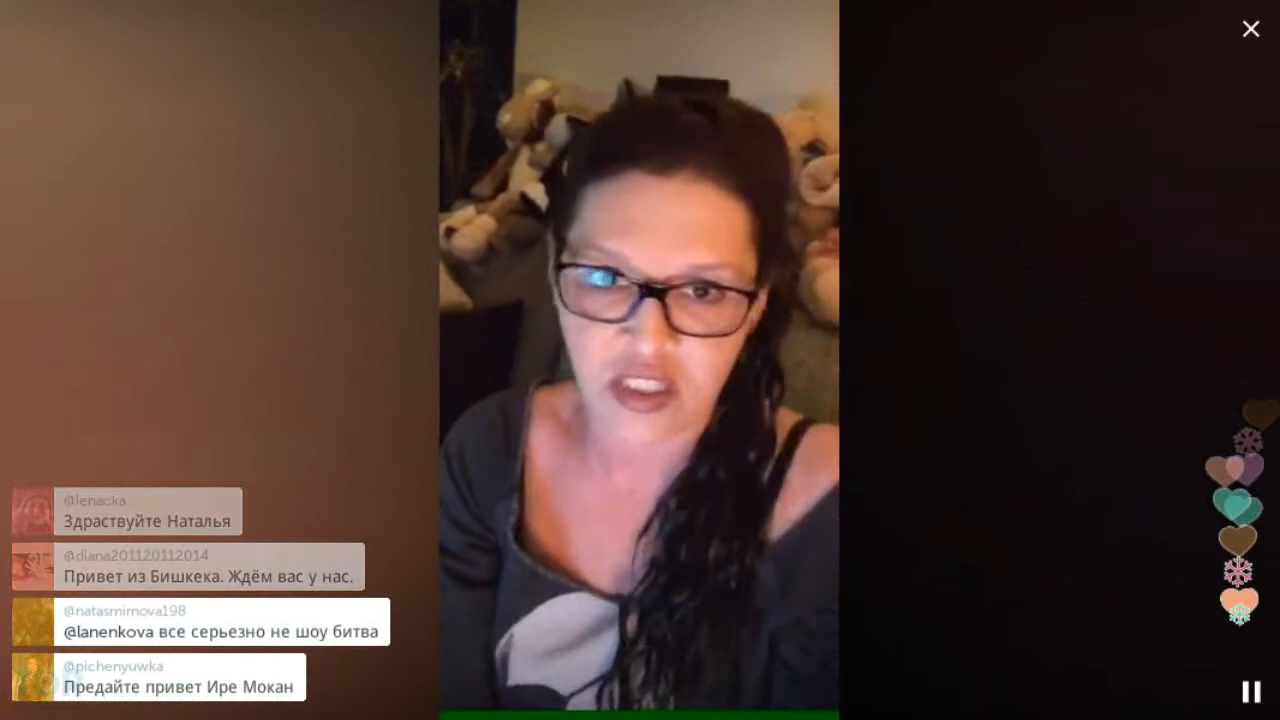 @lenacka
Здраствуйте Наталья
@diana201120112014
Привет из Бишкека. Ждём вас у нас.
@natasmirnova198
@lanenkova все серьезно не шоу битва
@pichenyuwka
Предайте привет Ире Мокан